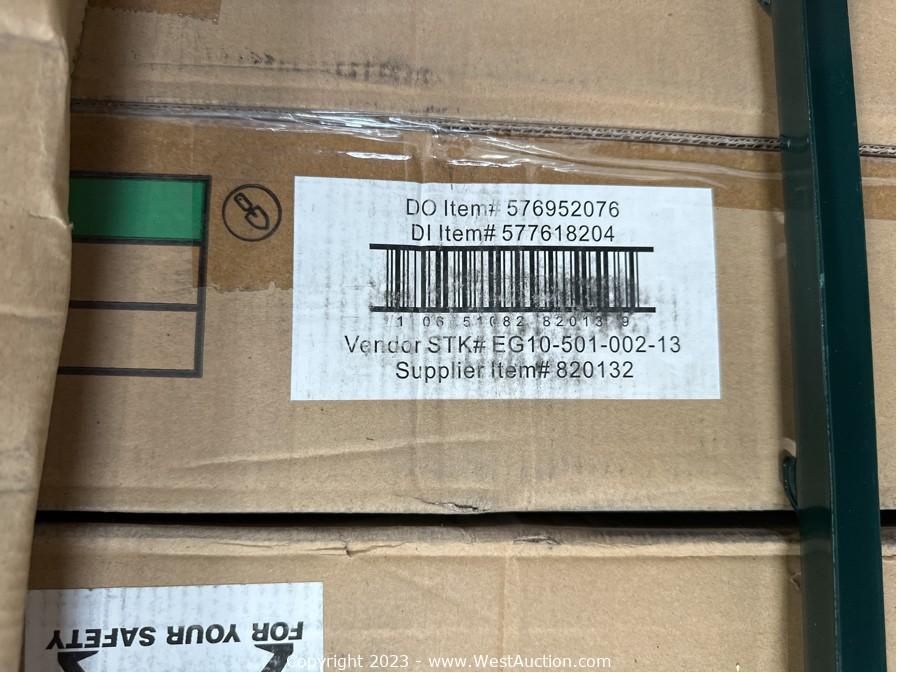 DO Item# 576952076
DI Item# 577618204
1 06 51082 82013 9
Vendor STK# EG10-501-002-13
Supplier Item# 820132
FOR YOUR SAFETY
Copyright 2023 - www.WestAuction.com